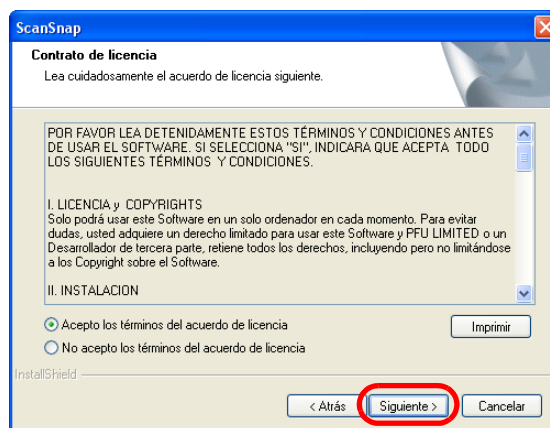 ScanSnap
Contrato de licencia
Lea cuidadosamente el acuerdo de licencia siguiente.
POR FAVOR LEA DETENIDAMENTE ESTOS TÉRMINOS Y CONDICIONES ANTES
DE USAR EL SOFTWARE. SI SELECCIONA "SI", INDICARA QUE ACEPTA TODO
LOS SIGUIENTES TÉRMINOS Y CONDICIONES.
I. LICENCIA y COPYRIGHTS
Solo podrá usar este Software en un solo ordenador en cada momento. Para evitar
dudas, usted adquiere un derecho limitado para usar este Software y PFU LIMITED o un
Desarrollador de tercera parte, retiene todos los derechos, incluyendo pero no limitándose
a los Copyright sobre el Software.
II. INSTALACION
Acepto los términos del acuerdo de licencia
Imprimir
No acepto los términos del acuerdo de licencia
InstallShield
< Atrás
Siguiente >
Cancelar